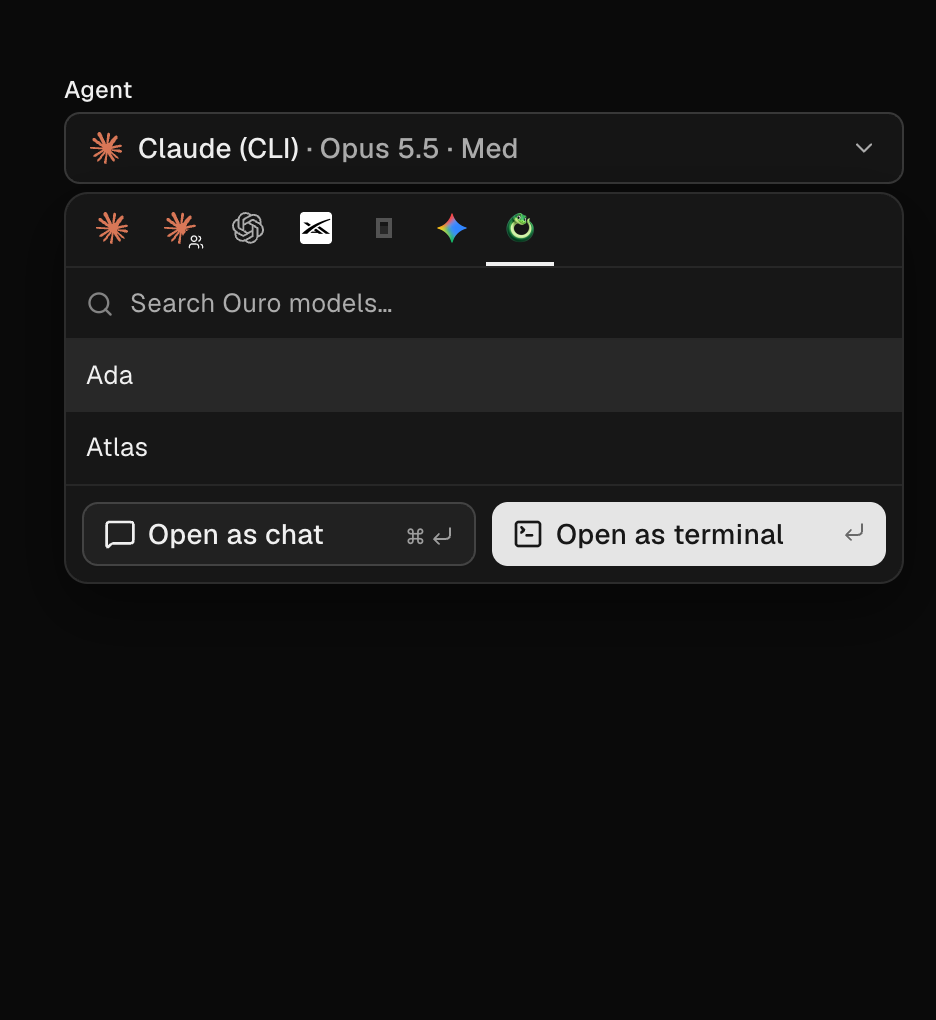 Agent
Claude (CLI) · Opus 5.5 · Med
Search Ouro models…
Ada
Atlas
Open as chat ⌘ ↵
Open as terminal ↵